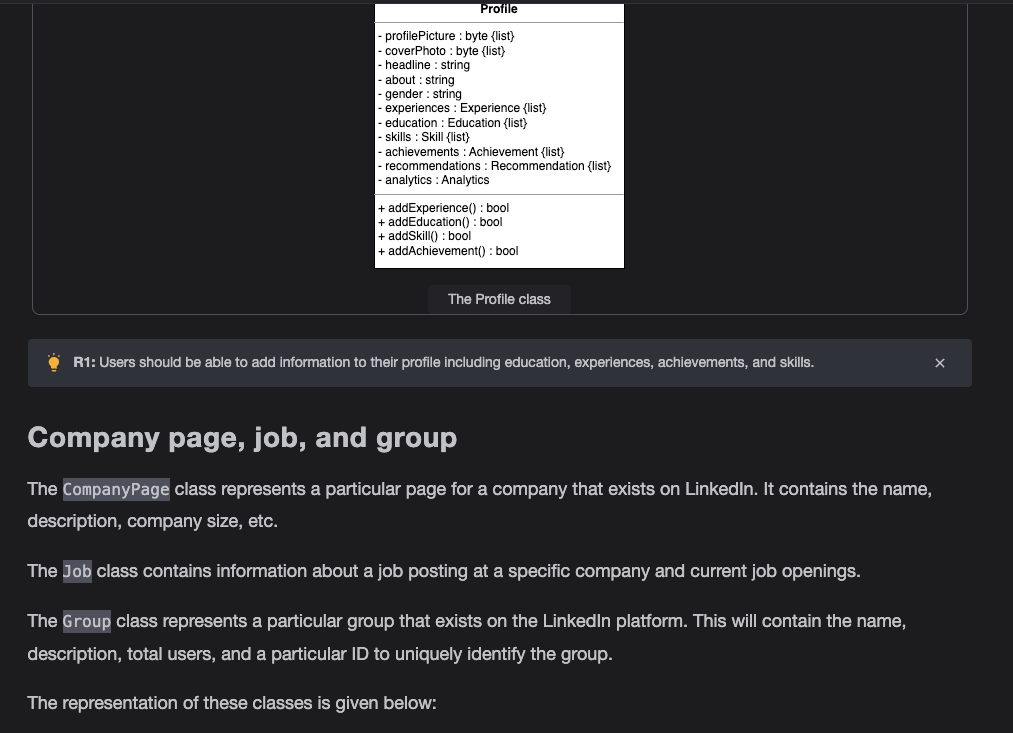 Profile
- profilePicture : byte {list}
- coverPhoto : byte {list}
- headline : string
- about : string
- gender : string
- experiences : Experience {list}
- education : Education {list}
- skills : Skill {list}
- achievements : Achievement {list}
- recommendations : Recommendation {list}
- analytics : Analytics
+ addExperience() : bool
+ addEducation() : bool
+ addSkill() : bool
+ addAchievement() : bool
The Profile class
R1: Users should be able to add information to their profile including education, experiences, achievements, and skills.
Company page, job, and group
The CompanyPage class represents a particular page for a company that exists on LinkedIn. It contains the name,
description, company size, etc.
The Job class contains information about a job posting at a specific company and current job openings.
The Group class represents a particular group that exists on the LinkedIn platform. This will contain the name,
description, total users, and a particular ID to uniquely identify the group.
The representation of these classes is given below: